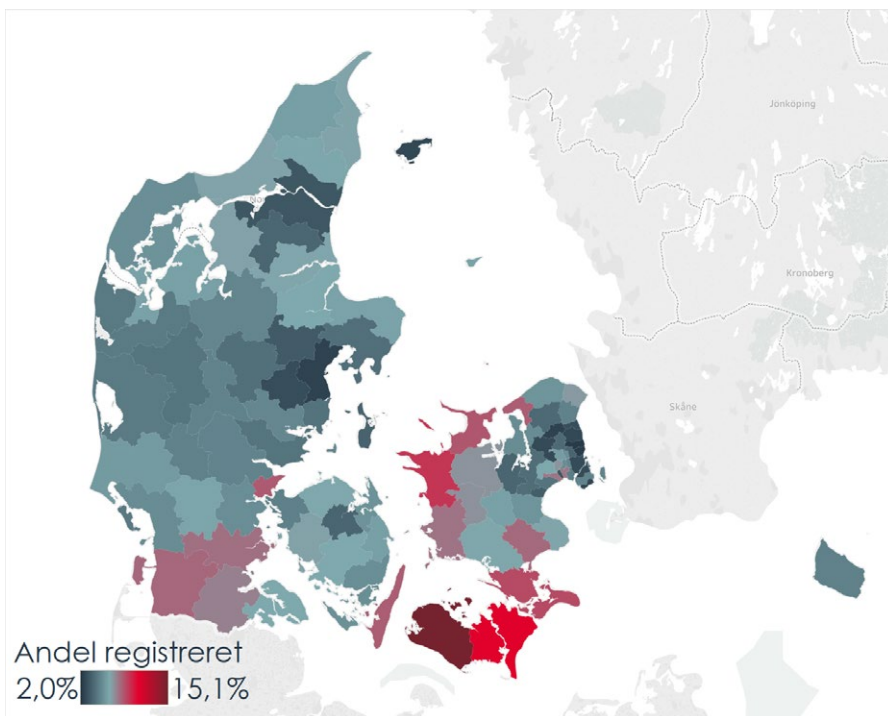 Jönköping
Kronoberg
Skåne
Andel registreret
2,0% 15,1%